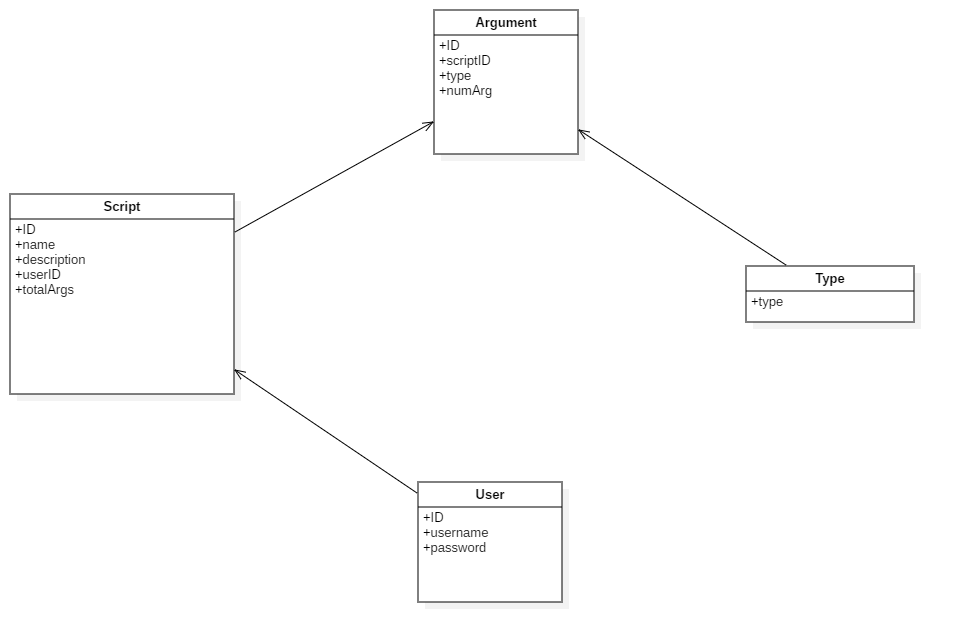 Argument
+ID
+scriptID
+type
+numArg
Script
+ID
+name
+description
+userID
+totalArgs
Type
+type
User
+ID
+username
+password